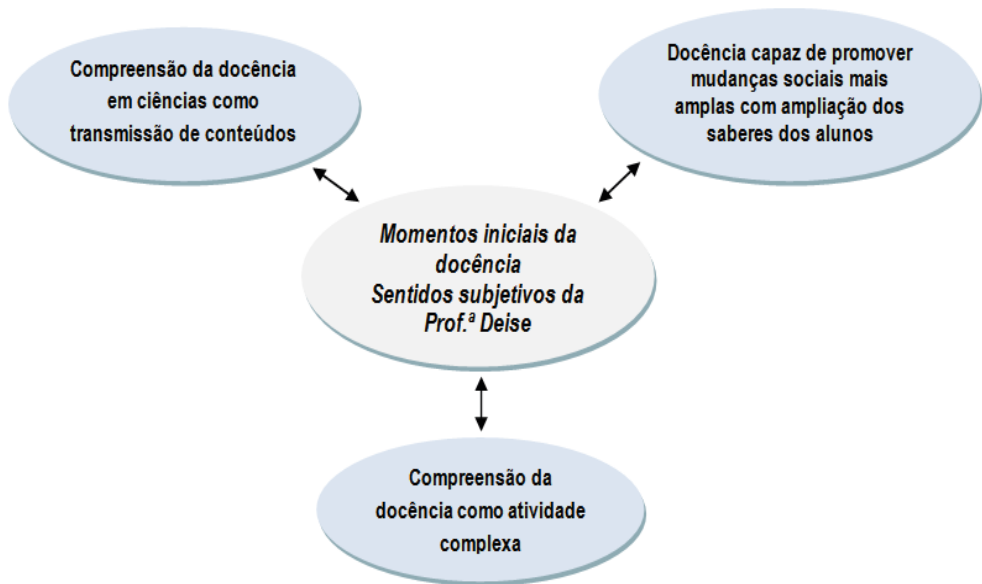 Compreensão da docência
em ciências como
transmissão de conteúdos
Docência capaz de promover
mudanças sociais mais
amplas com ampliação dos
saberes dos alunos
Momentos iniciais da
docência
Sentidos subjetivos da
Prof.ª Deise
Compreensão da
docência como atividade
complexa